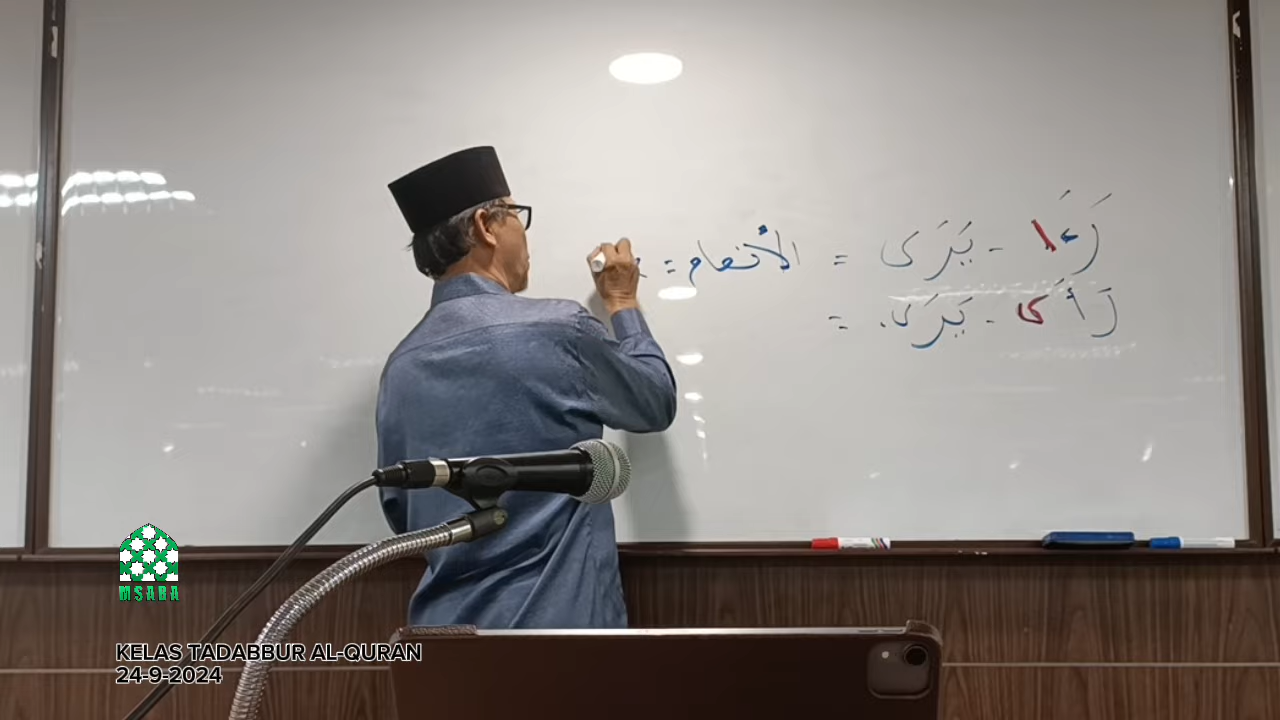 رَءَا - يَرَى = الأنعام =
رَأَى - يَرَى. =
MSARA
KELAS TADABBUR AL-QURAN
24-9-2024